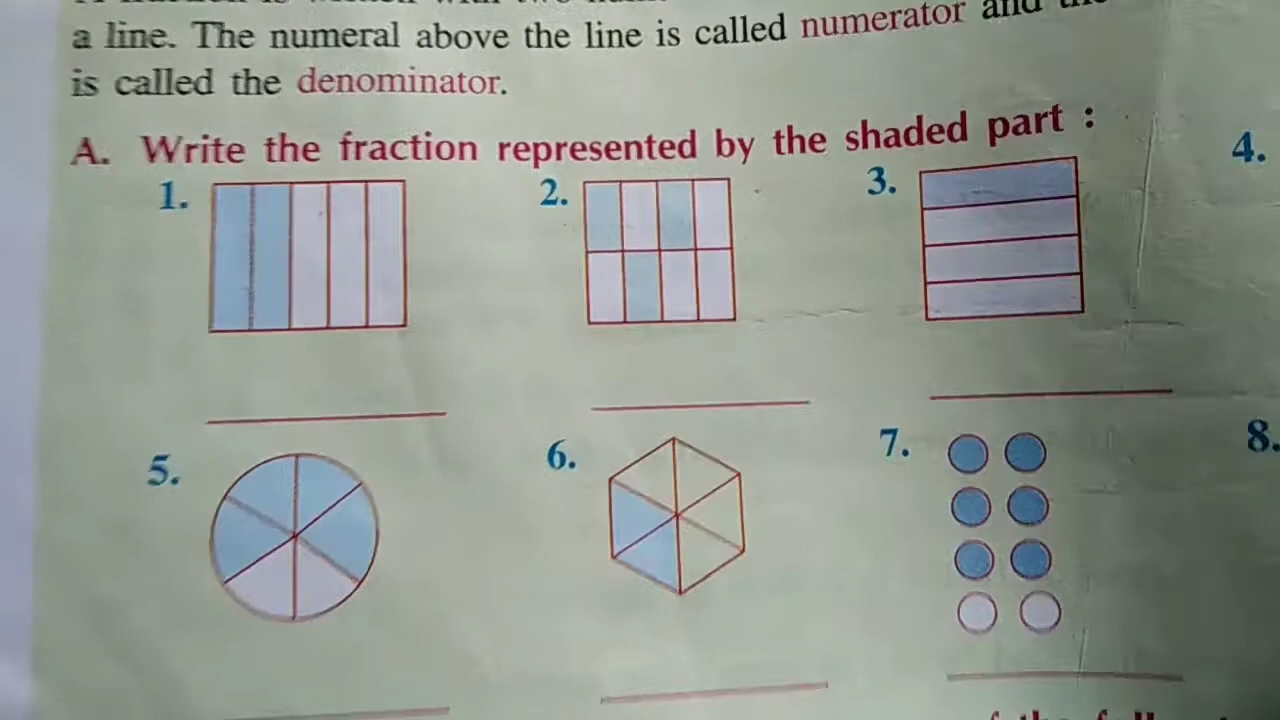 a line. The numeral above the line is called numerator and
is called the denominator.
A. Write the fraction represented by the shaded part :
1.
2.
3.
4.
5.
6.
7.
8.